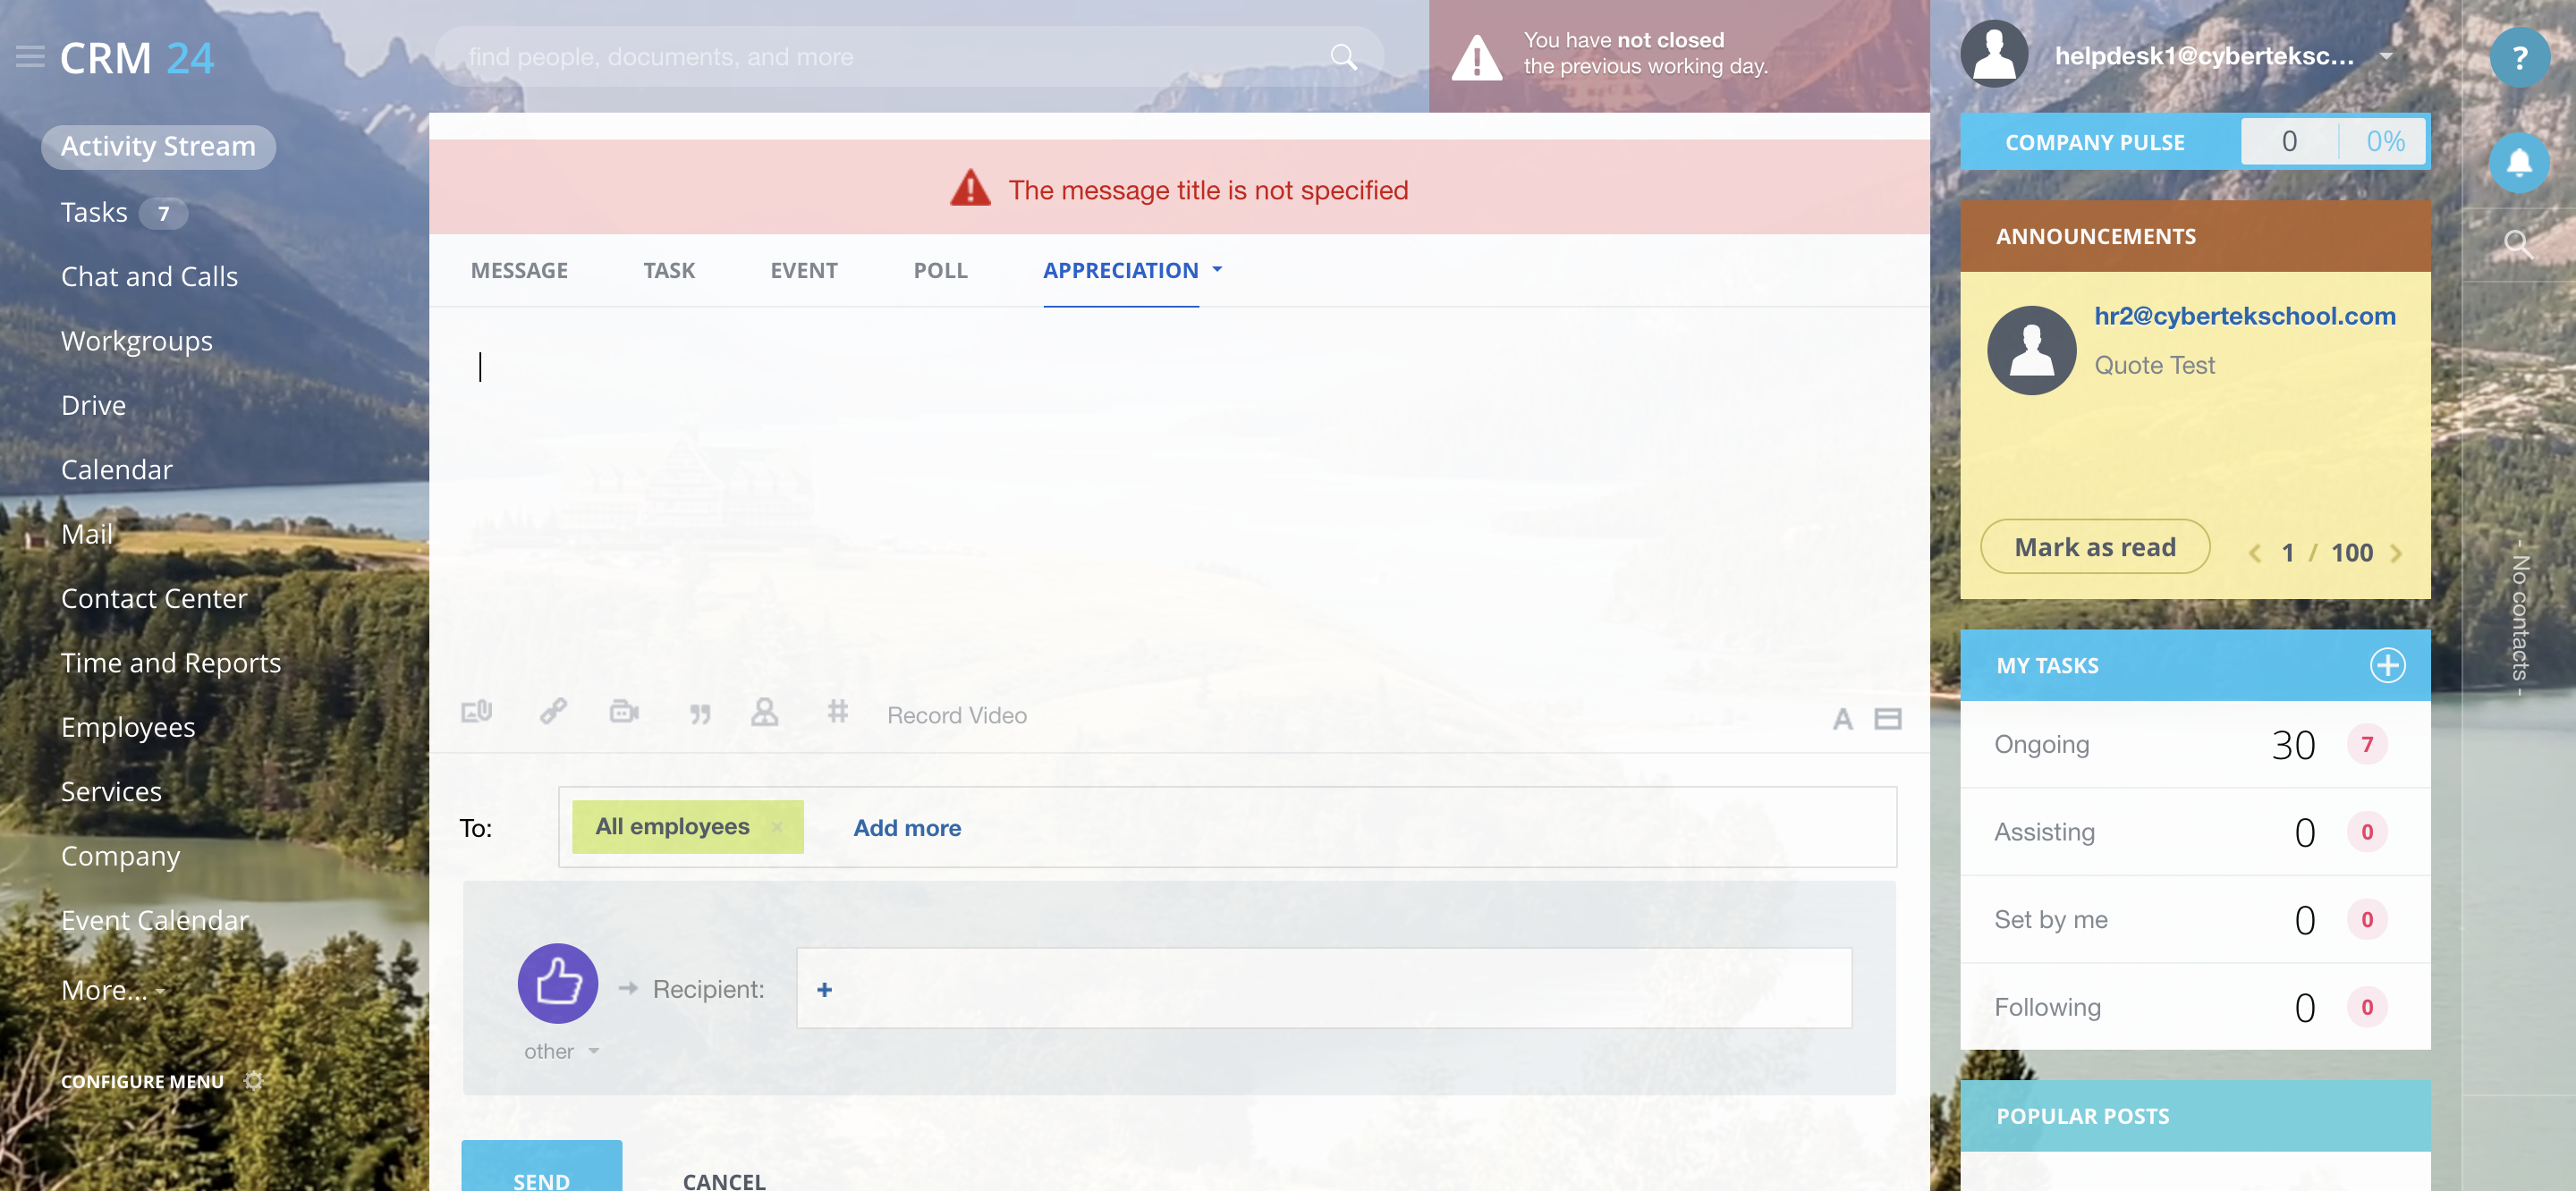 CRM 24
find people, documents, and more
You have not closed
the previous working day.
helpdesk1@cyberteksc...
?
Activity Stream
Tasks 7
Chat and Calls
Workgroups
Drive
Calendar
Mail
Contact Center
Time and Reports
Employees
Services
Company
Event Calendar
More...
CONFIGURE MENU
The message title is not specified
MESSAGE TASK EVENT POLL APPRECIATION
Record Video
A
To: All employees × Add more
Recipient: +
other
SEND CANCEL
COMPANY PULSE 0 0%
ANNOUNCEMENTS
hr2@cybertekschool.com
Quote Test
Mark as read 1 / 100
MY TASKS
Ongoing 30 7
Assisting 0 0
Set by me 0 0
Following 0 0
POPULAR POSTS
- No contacts -